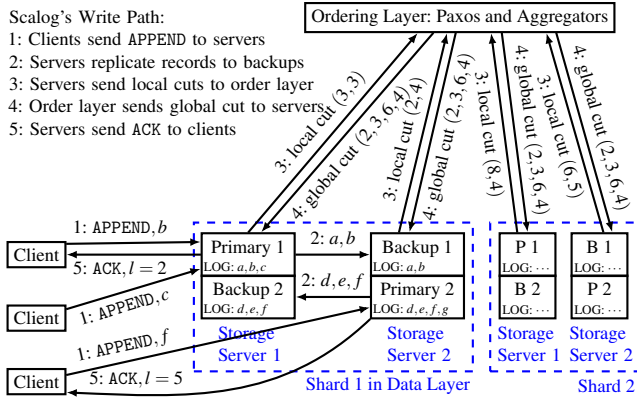 Scalog's Write Path:
1: Clients send APPEND to servers
2: Servers replicate records to backups
3: Servers send local cuts to order layer
4: Order layer sends global cut to servers
5: Servers send ACK to clients
Ordering Layer: Paxos and Aggregators
3: local cut (3,3)
4: global cut (2,3,6,4)
3: local cut (2,4)
4: global cut (2,3,6,4)
3: local cut (8,4)
4: global cut (2,3,6,4)
3: local cut (6,5)
4: global cut (2,3,6,4)
Client
1: APPEND, b
5: ACK, l = 2
Client
1: APPEND, c
Client
1: APPEND, f
5: ACK, l = 5
Primary 1
LOG: a,b,c
Backup 2
LOG: d,e,f
Storage
Server 1
2: a,b
2: d,e,f
Backup 1
LOG: a,b
Primary 2
LOG: d,e,f,g
Storage
Server 2
Shard 1 in Data Layer
P 1
LOG: ···
B 2
LOG: ···
Storage
Server 1
B 1
LOG: ···
P 2
LOG: ···
Storage
Server 2
Shard 2